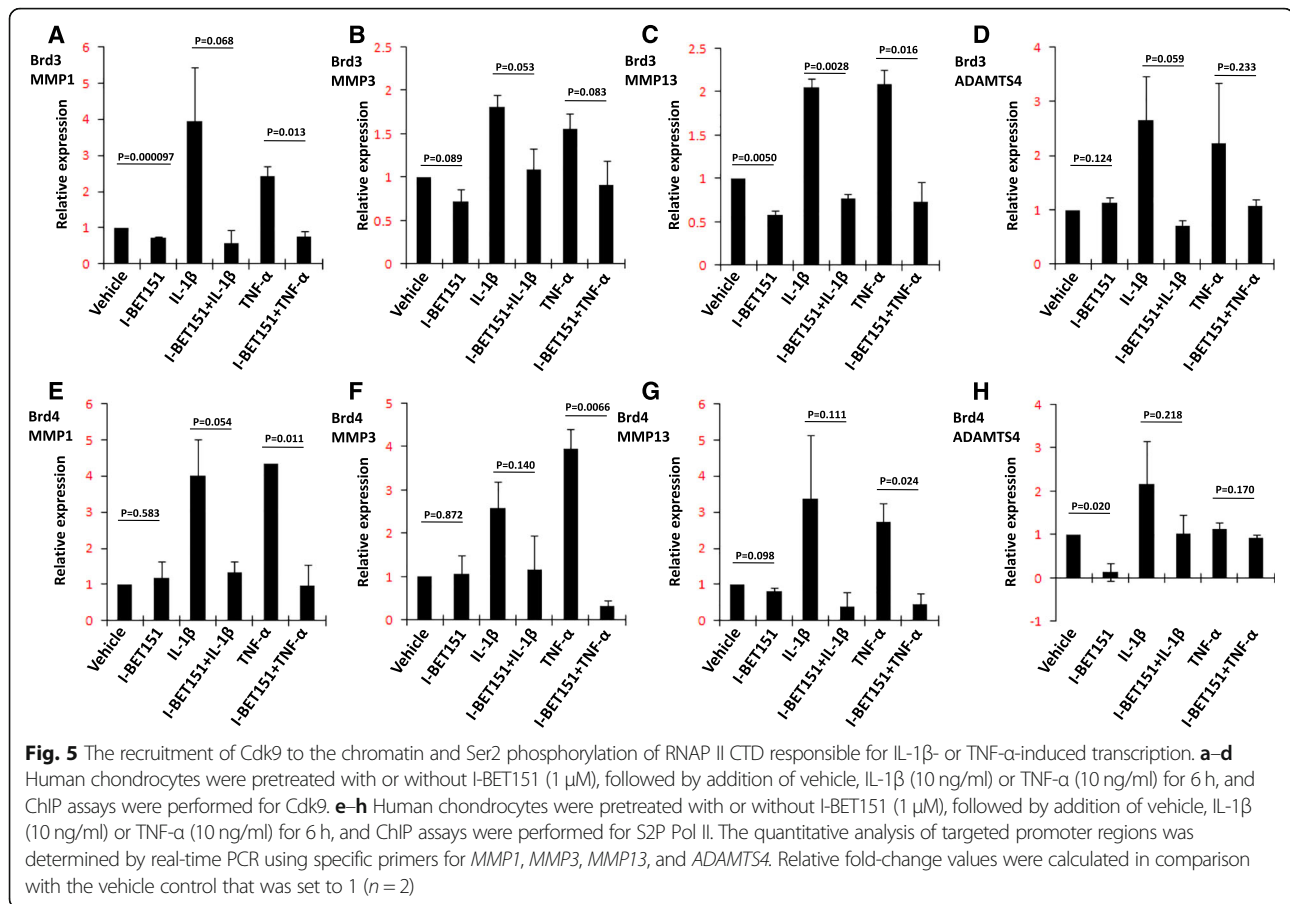 A
Brd3
MMP1
Relative expression
6
5
4
3
2
1
0
P=0.000097
P=0.068
P=0.013
Vehicle
I-BET151
IL-1β
I-BET151+IL-1β
TNF-α
I-BET151+TNF-α
B
Brd3
MMP3
Relative expression
2.5
2
1.5
1
0.5
0
P=0.089
P=0.053
P=0.083
Vehicle
I-BET151
IL-1β
I-BET151+IL-1β
TNF-α
I-BET151+TNF-α
C
Brd3
MMP13
Relative expression
2.5
2
1.5
1
0.5
0
P=0.0050
P=0.0028
P=0.016
Vehicle
I-BET151
IL-1β
I-BET151+IL-1β
TNF-α
I-BET151+TNF-α
D
Brd3
ADAMTS4
Relative expression
4
3
2
1
0
P=0.124
P=0.059
P=0.233
Vehicle
I-BET151
IL-1β
I-BET151+IL-1β
TNF-α
I-BET151+TNF-α
E
Brd4
MMP1
Relative expression
6
5
4
3
2
1
0
P=0.583
P=0.054
P=0.011
Vehicle
I-BET151
IL-1β
I-BET151+IL-1β
TNF-α
I-BET151+TNF-α
F
Brd4
MMP3
Relative expression
5
4
3
2
1
0
P=0.872
P=0.140
P=0.0066
Vehicle
I-BET151
IL-1β
I-BET151+IL-1β
TNF-α
I-BET151+TNF-α
G
Brd4
MMP13
Relative expression
6
5
4
3
2
1
0
P=0.098
P=0.111
P=0.024
Vehicle
I-BET151
IL-1β
I-BET151+IL-1β
TNF-α
I-BET151+TNF-α
H
Brd4
ADAMTS4
Relative expression
4
3
2
1
0
-1
P=0.020
P=0.218
P=0.170
Vehicle
I-BET151
IL-1β
I-BET151+IL-1β
TNF-α
I-BET151+TNF-α
Fig. 5 The recruitment of Cdk9 to the chromatin and Ser2 phosphorylation of RNAP II CTD responsible for IL-1β- or TNF-α-induced transcription. a–d
Human chondrocytes were pretreated with or without I-BET151 (1 μM), followed by addition of vehicle, IL-1β (10 ng/ml) or TNF-α (10 ng/ml) for 6 h, and
ChIP assays were performed for Cdk9. e–h Human chondrocytes were pretreated with or without I-BET151 (1 μM), followed by addition of vehicle, IL-1β
(10 ng/ml) or TNF-α (10 ng/ml) for 6 h, and ChIP assays were performed for S2P Pol II. The quantitative analysis of targeted promoter regions was
determined by real-time PCR using specific primers for MMP1, MMP3, MMP13, and ADAMTS4. Relative fold-change values were calculated in comparison
with the vehicle control that was set to 1 (n = 2)